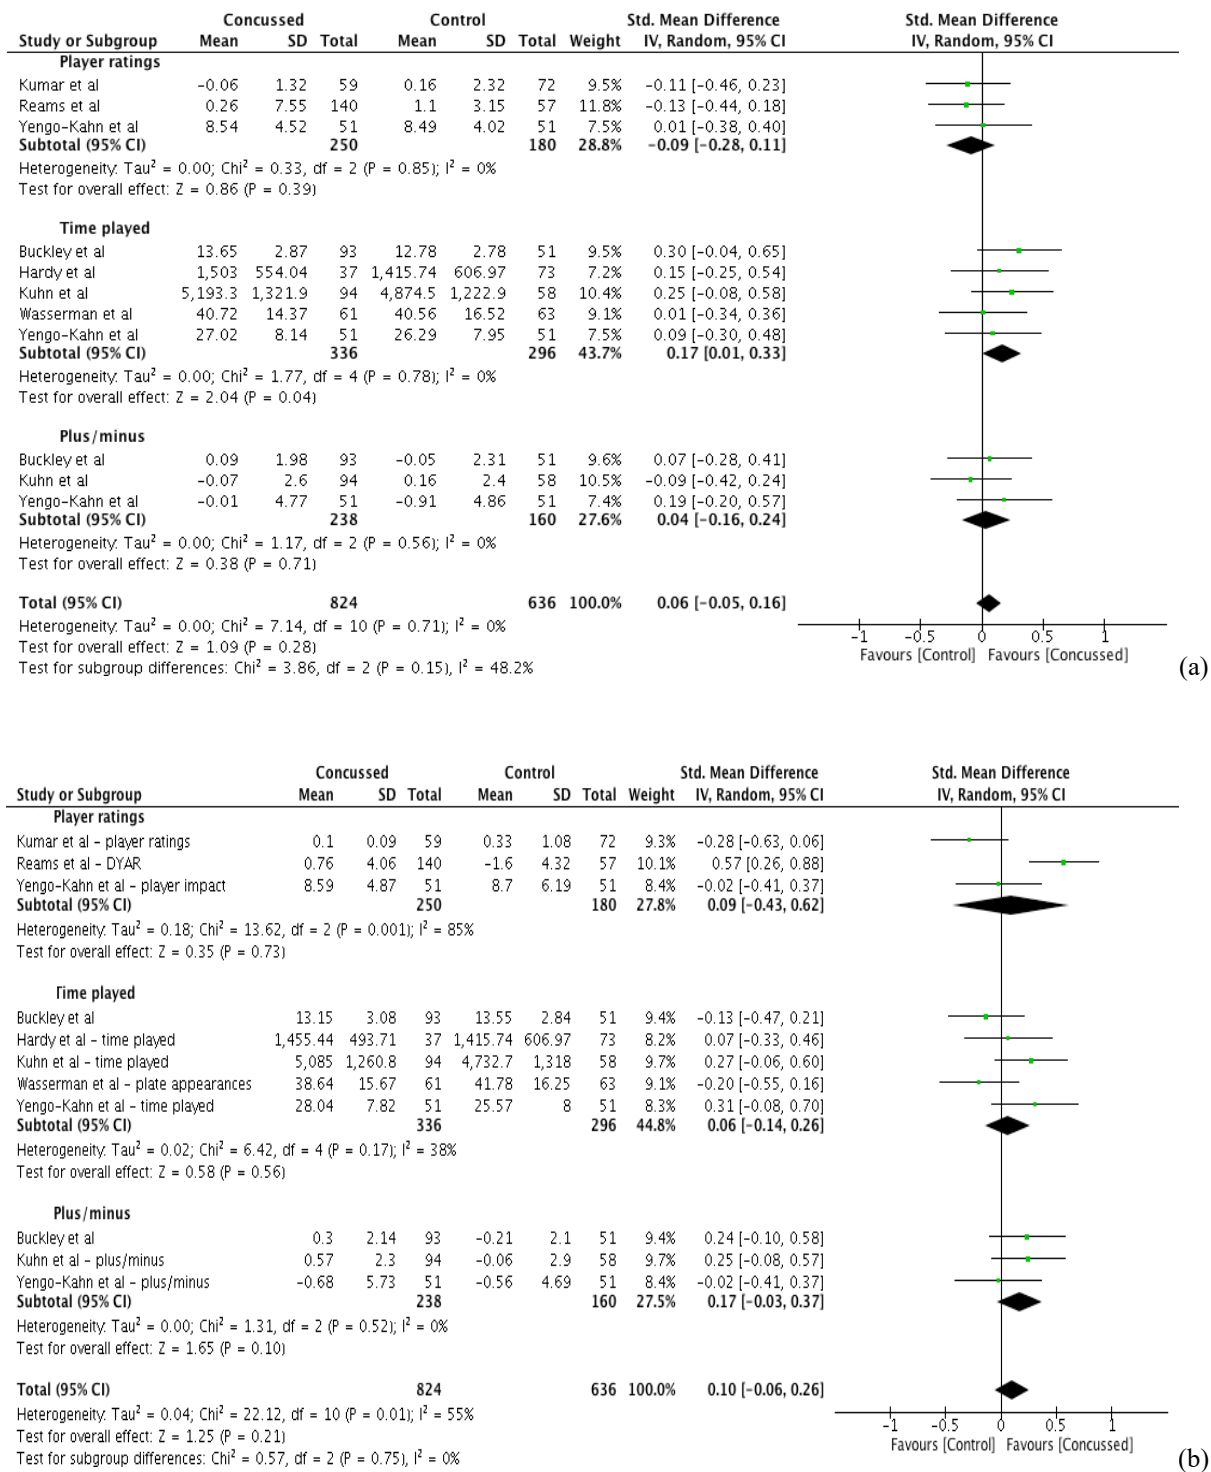 Concussed Control Std. Mean Difference Std. Mean Difference
Study or Subgroup Mean SD Total Mean SD Total Weight IV, Random, 95% CI IV, Random, 95% CI
Player ratings
Kumar et al −0.06 1.32 59 0.16 2.32 72 9.5% −0.11 [−0.46, 0.23]
Reams et al 0.26 7.55 140 1.1 3.15 57 11.8% −0.13 [−0.44, 0.18]
Yengo-Kahn et al 8.54 4.52 51 8.49 4.02 51 7.5% 0.01 [−0.38, 0.40]
Subtotal (95% CI) 250 180 28.8% −0.09 [−0.28, 0.11]
Heterogeneity: Tau² = 0.00; Chi² = 0.33, df = 2 (P = 0.85); I² = 0%
Test for overall effect: Z = 0.86 (P = 0.39)
Time played
Buckley et al 13.65 2.87 93 12.78 2.78 51 9.5% 0.30 [−0.04, 0.65]
Hardy et al 1,503 554.04 37 1,415.74 606.97 73 7.2% 0.15 [−0.25, 0.54]
Kuhn et al 5,193.3 1,321.9 94 4,874.5 1,222.9 58 10.4% 0.25 [−0.08, 0.58]
Wasserman et al 40.72 14.37 61 40.56 16.52 63 9.1% 0.01 [−0.34, 0.36]
Yengo-Kahn et al 27.02 8.14 51 26.29 7.95 51 7.5% 0.09 [−0.30, 0.48]
Subtotal (95% CI) 336 296 43.7% 0.17 [0.01, 0.33]
Heterogeneity: Tau² = 0.00; Chi² = 1.77, df = 4 (P = 0.78); I² = 0%
Test for overall effect: Z = 2.04 (P = 0.04)
Plus/minus
Buckley et al 0.09 1.98 93 −0.05 2.31 51 9.6% 0.07 [−0.28, 0.41]
Kuhn et al −0.07 2.6 94 0.16 2.4 58 10.5% −0.09 [−0.42, 0.24]
Yengo-Kahn et al −0.01 4.77 51 −0.91 4.86 51 7.4% 0.19 [−0.20, 0.57]
Subtotal (95% CI) 238 160 27.6% 0.04 [−0.16, 0.24]
Heterogeneity: Tau² = 0.00; Chi² = 1.17, df = 2 (P = 0.56); I² = 0%
Test for overall effect: Z = 0.38 (P = 0.71)
Total (95% CI) 824 636 100.0% 0.06 [−0.05, 0.16]
Heterogeneity: Tau² = 0.00; Chi² = 7.14, df = 10 (P = 0.71); I² = 0%
Test for overall effect: Z = 1.09 (P = 0.28)
Test for subgroup differences: Chi² = 3.86, df = 2 (P = 0.15), I² = 48.2%
-1 -0.5 0 0.5 1
Favours [Control] Favours [Concussed]
(a)
Concussed Control Std. Mean Difference Std. Mean Difference
Study or Subgroup Mean SD Total Mean SD Total Weight IV, Random, 95% CI IV, Random, 95% CI
Player ratings
Kumar et al – player ratings 0.1 0.09 59 0.33 1.08 72 9.3% −0.28 [−0.63, 0.06]
Reams et al – DYAR 0.76 4.06 140 −1.6 4.32 57 10.1% 0.57 [0.26, 0.88]
Yengo-Kahn et al – player impact 8.59 4.87 51 8.7 6.19 51 8.4% −0.02 [−0.41, 0.37]
Subtotal (95% CI) 250 180 27.8% 0.09 [−0.43, 0.62]
Heterogeneity: Tau² = 0.18; Chi² = 13.62, df = 2 (P = 0.001); I² = 85%
Test for overall effect: Z = 0.35 (P = 0.73)
Time played
Buckley et al 13.15 3.08 93 13.55 2.84 51 9.4% −0.13 [−0.47, 0.21]
Hardy et al – time played 1,455.44 493.71 37 1,415.74 606.97 73 8.2% 0.07 [−0.33, 0.46]
Kuhn et al – time played 5,085 1,260.8 94 4,732.7 1,318 58 9.7% 0.27 [−0.06, 0.60]
Wasserman et al – plate appearances 38.64 15.67 61 41.78 16.25 63 9.1% −0.20 [−0.55, 0.16]
Yengo-Kahn et al – time played 28.04 7.82 51 25.57 8 51 8.3% 0.31 [−0.08, 0.70]
Subtotal (95% CI) 336 296 44.8% 0.06 [−0.14, 0.26]
Heterogeneity: Tau² = 0.02; Chi² = 6.42, df = 4 (P = 0.17); I² = 38%
Test for overall effect: Z = 0.58 (P = 0.56)
Plus/minus
Buckley et al 0.3 2.14 93 −0.21 2.1 51 9.4% 0.24 [−0.10, 0.58]
Kuhn et al – plus/minus 0.57 2.3 94 −0.06 2.9 58 9.7% 0.25 [−0.08, 0.57]
Yengo-Kahn et al – plus/minus −0.68 5.73 51 −0.56 4.69 51 8.4% −0.02 [−0.41, 0.37]
Subtotal (95% CI) 238 160 27.5% 0.17 [−0.03, 0.37]
Heterogeneity: Tau² = 0.00; Chi² = 1.31, df = 2 (P = 0.52); I² = 0%
Test for overall effect: Z = 1.65 (P = 0.10)
Total (95% CI) 824 636 100.0% 0.10 [−0.06, 0.26]
Heterogeneity: Tau² = 0.04; Chi² = 22.12, df = 10 (P = 0.01); I² = 55%
Test for overall effect: Z = 1.25 (P = 0.21)
Test for subgroup differences: Chi² = 0.57, df = 2 (P = 0.75), I² = 0%
-1 -0.5 0 0.5 1
Favours [Control] Favours [Concussed]
(b)